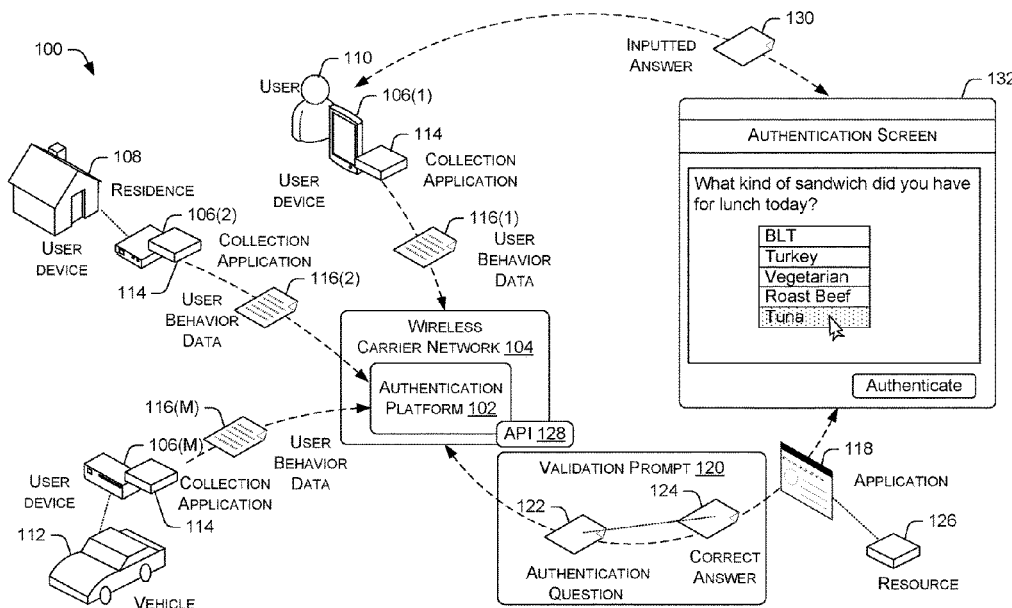 100
130
INPUTTED
ANSWER
132
110
USER
106(1)
114
COLLECTION
APPLICATION
USER
DEVICE
108
RESIDENCE
106(2)
COLLECTION
APPLICATION
USER
DEVICE
114
116(1)
USER
BEHAVIOR
DATA
116(2)
USER
BEHAVIOR
DATA
AUTHENTICATION SCREEN
What kind of sandwich did you have
for lunch today?
BLT
Turkey
Vegetarian
Roast Beef
Tuna
Authenticate
WIRELESS
CARRIER NETWORK 104
AUTHENTICATION
PLATFORM 102
API 128
116(M)
106(M)
USER
BEHAVIOR
DATA
USER
DEVICE
COLLECTION
APPLICATION
114
112
VEHICLE
VALIDATION PROMPT 120
122
124
AUTHENTICATION
QUESTION
CORRECT
ANSWER
118
APPLICATION
126
RESOURCE